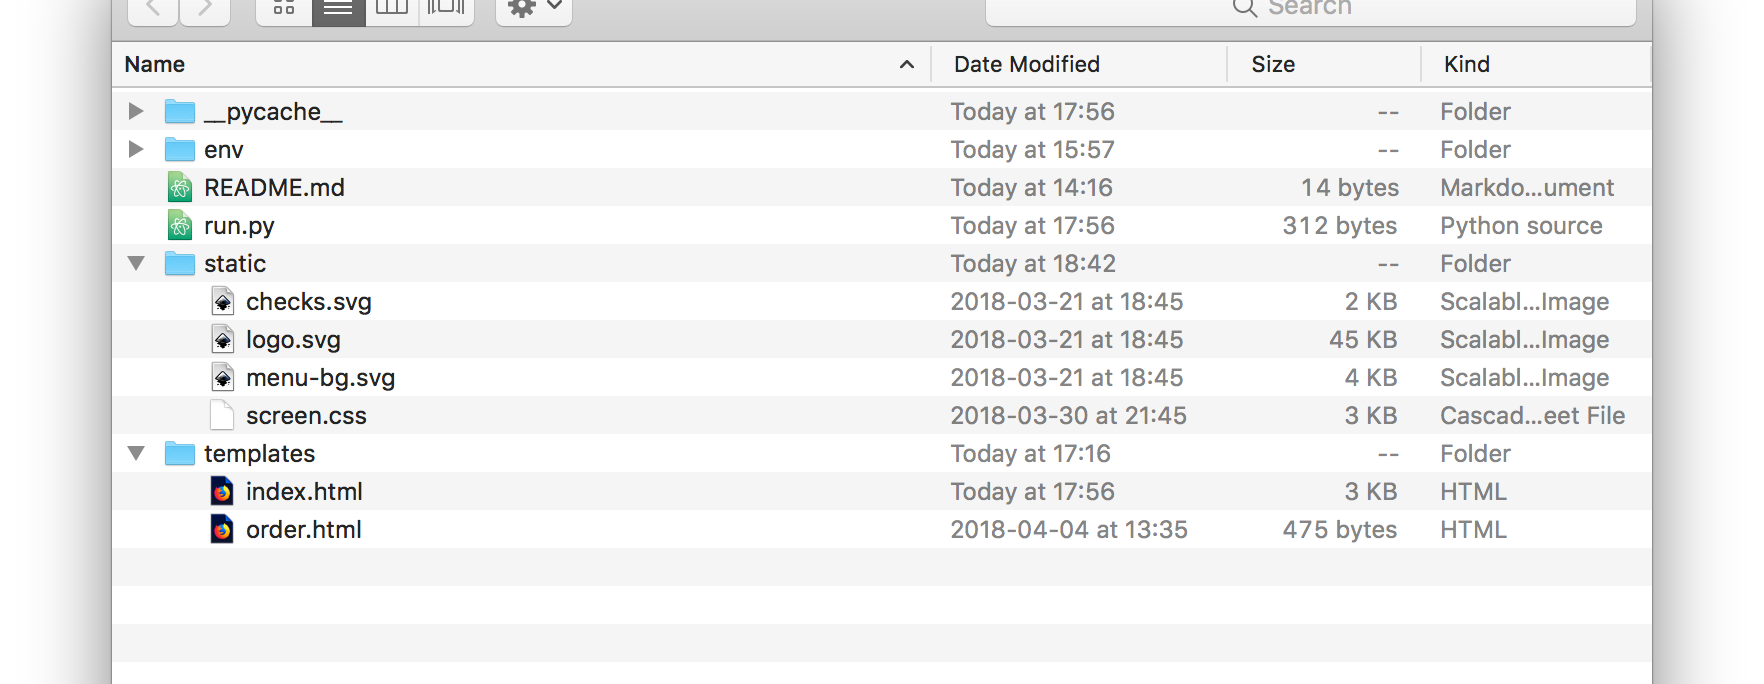 Search
Name Date Modified Size Kind
__pycache__ Today at 17:56 -- Folder
env Today at 15:57 -- Folder
README.md Today at 14:16 14 bytes Markdo...ument
run.py Today at 17:56 312 bytes Python source
static Today at 18:42 -- Folder
checks.svg 2018-03-21 at 18:45 2 KB Scalabl...Image
logo.svg 2018-03-21 at 18:45 45 KB Scalabl...Image
menu-bg.svg 2018-03-21 at 18:45 4 KB Scalabl...Image
screen.css 2018-03-30 at 21:45 3 KB Cascad...eet File
templates Today at 17:16 -- Folder
index.html Today at 17:56 3 KB HTML
order.html 2018-04-04 at 13:35 475 bytes HTML